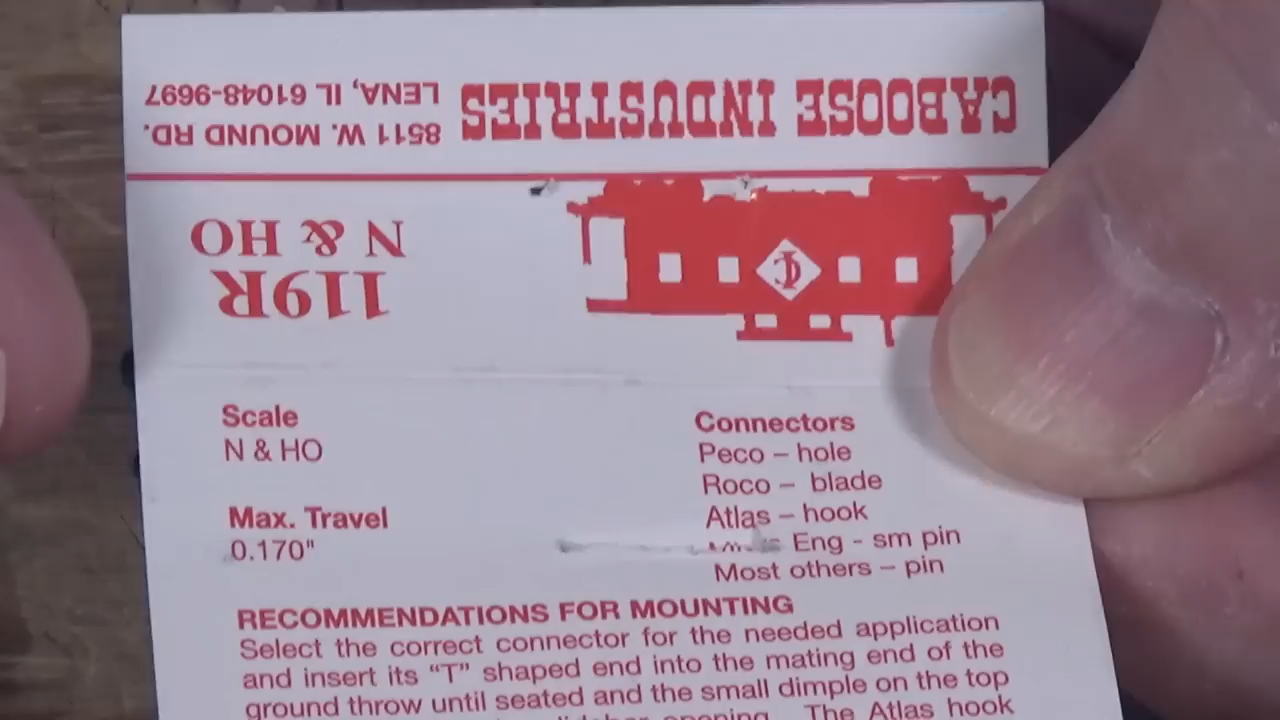 CABOOSE INDUSTRIES
8511 W. MOUND RD.
LENA, IL 61048-9697
119R
N & HO
Scale
N & HO
Max. Travel
0.170"
Connectors
Peco – hole
Roco – blade
Atlas – hook
Eng - sm pin
Most others – pin
RECOMMENDATIONS FOR MOUNTING
Select the correct connector for the needed application
and insert its “T” shaped end into the mating end of the
ground throw until seated and the small dimple on the top
opening. The Atlas hook